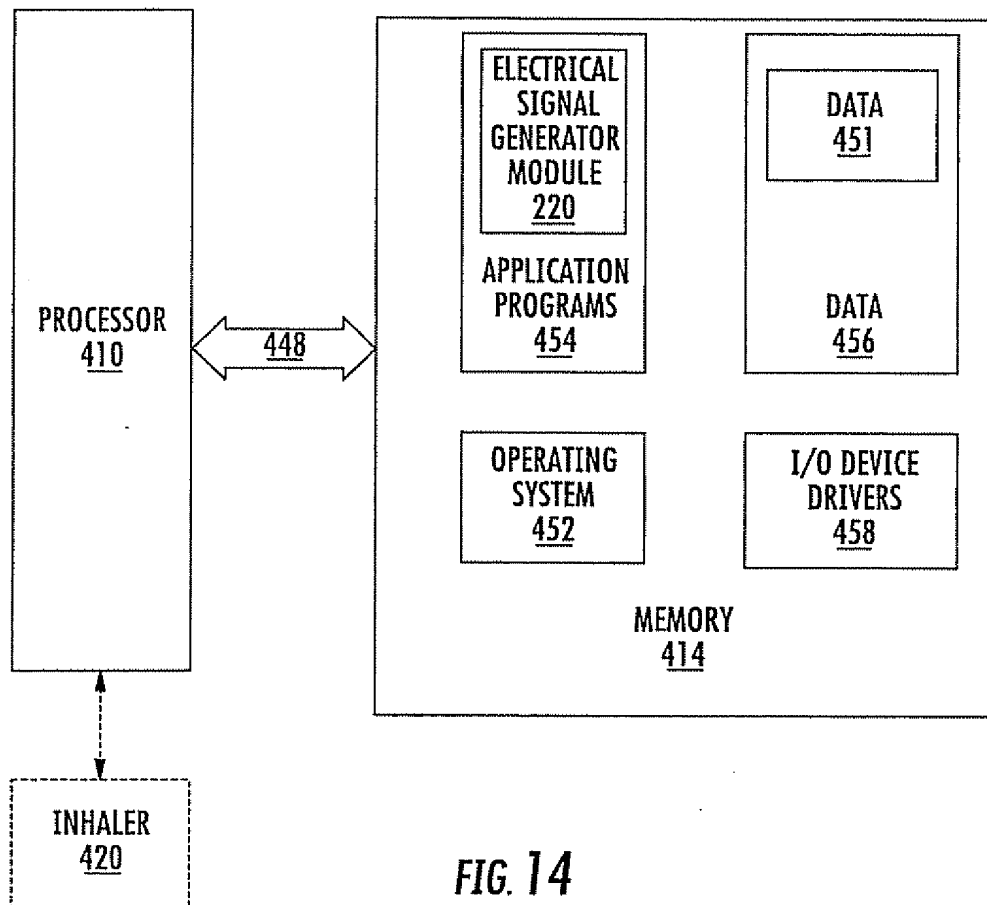 PROCESSOR
410
448
ELECTRICAL
SIGNAL
GENERATOR
MODULE
220
APPLICATION
PROGRAMS
454
DATA
451
DATA
456
OPERATING
SYSTEM
452
I/O DEVICE
DRIVERS
458
MEMORY
414
INHALER
420
FIG. 14